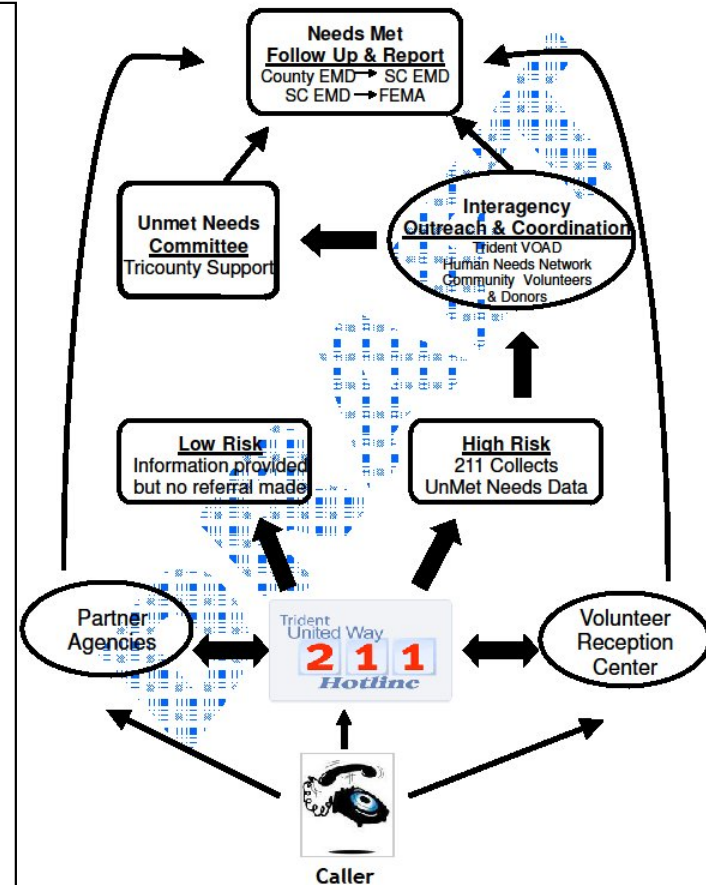 Needs Met
Follow Up & Report
County EMD → SC EMD
SC EMD → FEMA
Unmet Needs
Committee
Tricounty Support
Interagency
Outreach & Coordination
Trident VOAD
Human Needs Network
Community Volunteers
& Donors
Low Risk
Information provided
but no referral made
High Risk
211 Collects
UnMet Needs Data
Partner
Agencies
Trident
United Way
2 1 1
Hotline
Volunteer
Reception
Center
Caller